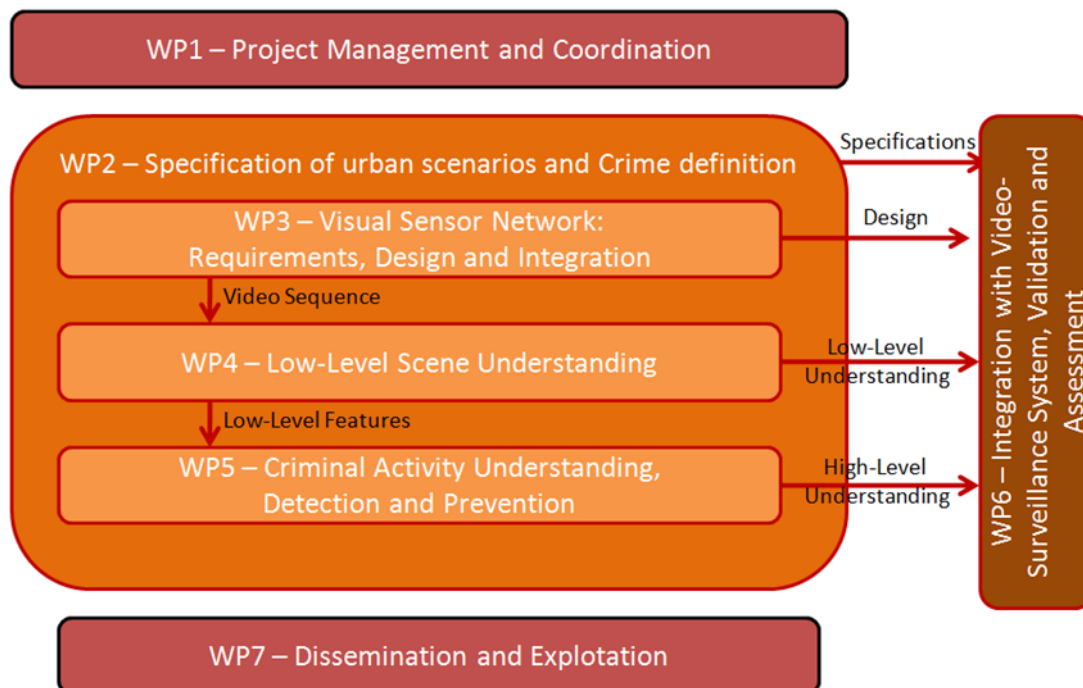 WP1 – Project Management and Coordination
WP2 – Specification of urban scenarios and Crime definition
Specifications
WP3 – Visual Sensor Network:
Requirements, Design and Integration
Design
Video Sequence
WP4 – Low-Level Scene Understanding
Low-Level
Understanding
Low-Level Features
WP5 – Criminal Activity Understanding,
Detection and Prevention
High-Level
Understanding
WP6 – Integration with Video-
Surveillance System, Validation and
Assessment
WP7 – Dissemination and Explotation